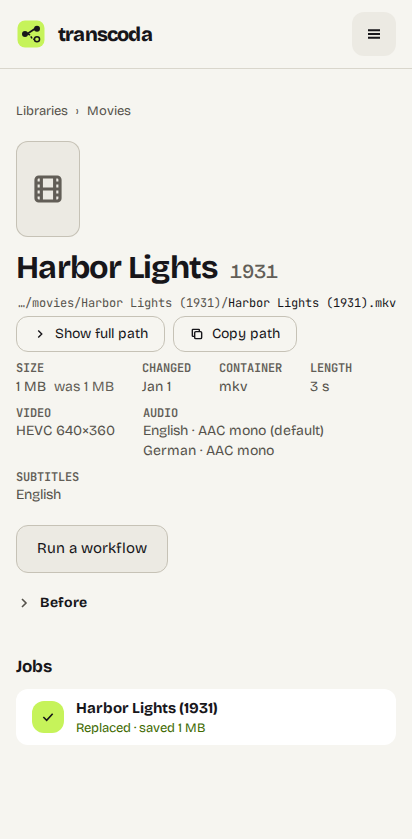 transcoda
Libraries › Movies
Harbor Lights 1931
…/movies/Harbor Lights (1931)/Harbor Lights (1931).mkv
Show full path Copy path
SIZE CHANGED CONTAINER LENGTH
1 MB was 1 MB Jan 1 mkv 3 s
VIDEO AUDIO
HEVC 640×360 English · AAC mono (default)
German · AAC mono
SUBTITLES
English
Run a workflow
Before
Jobs
Harbor Lights (1931)
Replaced · saved 1 MB